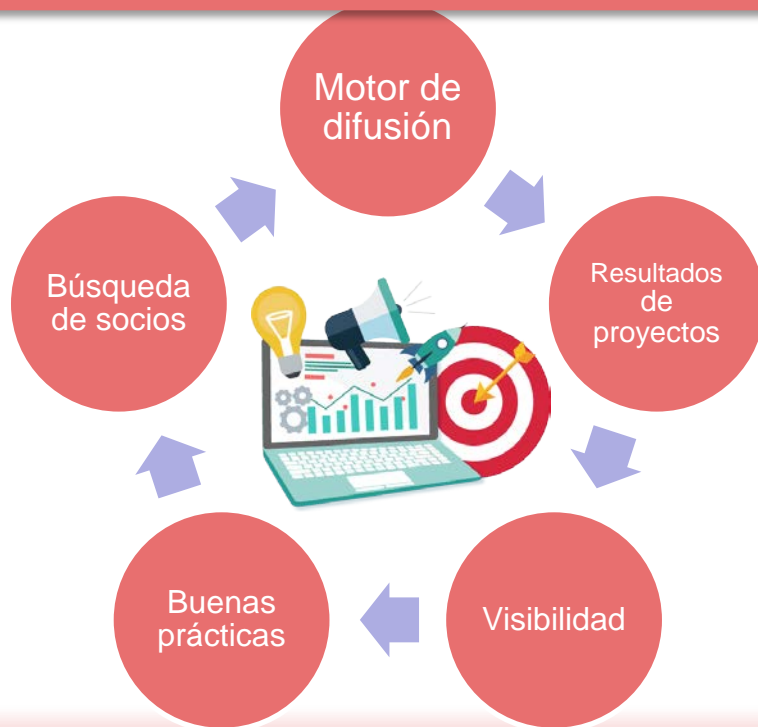 Motor de
difusión
Resultados
de
proyectos
Visibilidad
Buenas
prácticas
Búsqueda
de socios